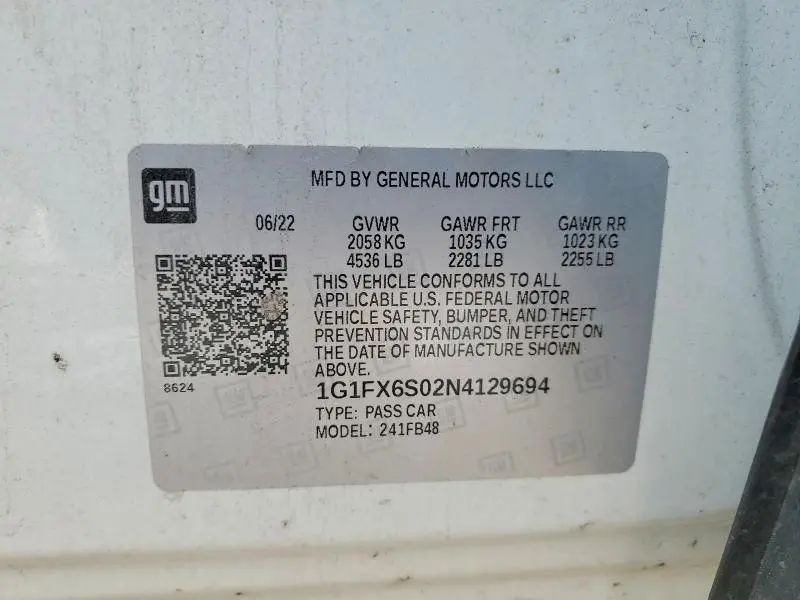 gm
MFD BY GENERAL MOTORS LLC
06/22 GVWR GAWR FRT GAWR RR
2058 KG 1035 KG 1023 KG
4536 LB 2281 LB 2255 LB
THIS VEHICLE CONFORMS TO ALL
APPLICABLE U.S. FEDERAL MOTOR
VEHICLE SAFETY, BUMPER, AND THEFT
PREVENTION STANDARDS IN EFFECT ON
THE DATE OF MANUFACTURE SHOWN
ABOVE.
8624
1G1FX6S02N4129694
TYPE: PASS CAR
MODEL: 241FB48